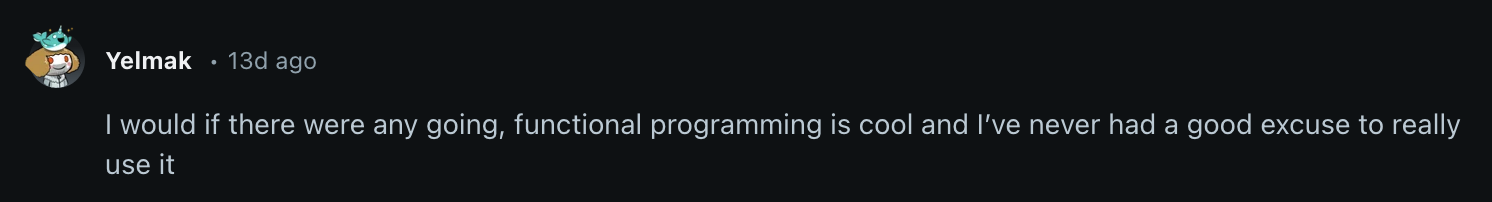 Yelmak • 13d ago
I would if there were any going, functional programming is cool and I’ve never had a good excuse to really
use it